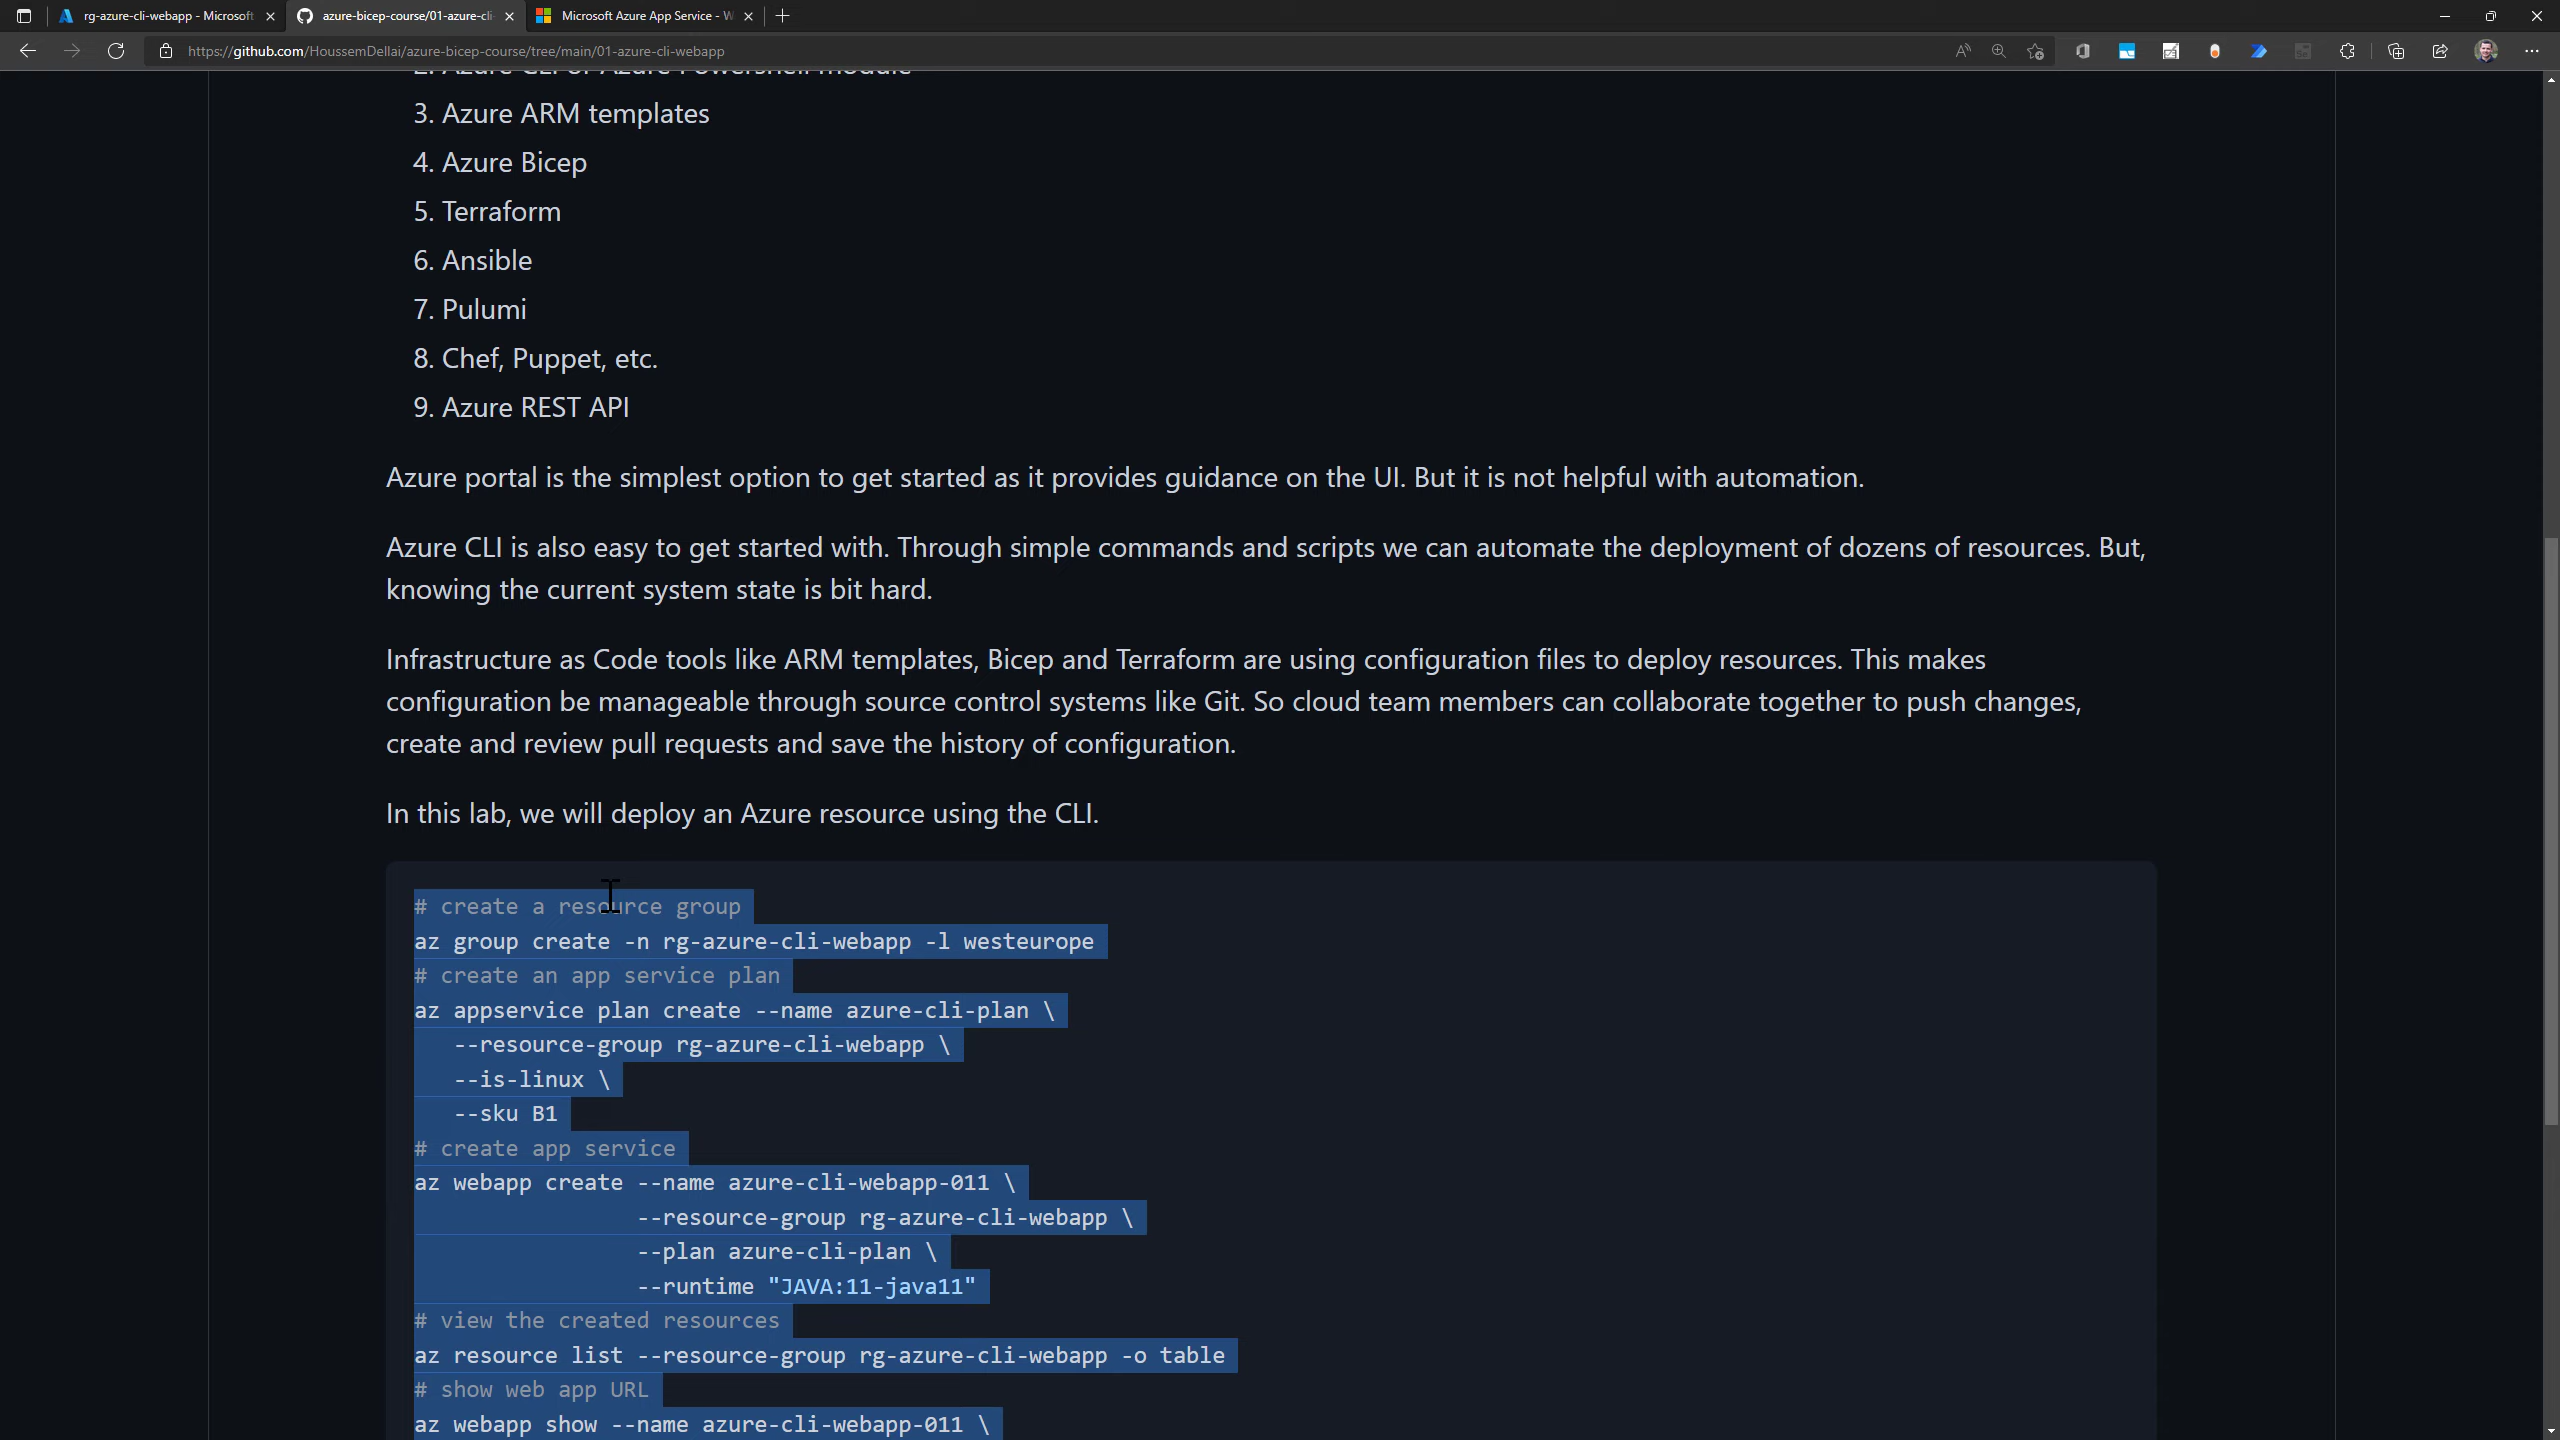 rg-azure-cli-webapp - Microsoft
azure-bicep-course/01-azure-cli-
Microsoft Azure App Service - W
https://github.com/HoussemDellai/azure-bicep-course/tree/main/01-azure-cli-webapp
2. Azure CLI or Azure Powershell module
3. Azure ARM templates
4. Azure Bicep
5. Terraform
6. Ansible
7. Pulumi
8. Chef, Puppet, etc.
9. Azure REST API
Azure portal is the simplest option to get started as it provides guidance on the UI. But it is not helpful with automation.
Azure CLI is also easy to get started with. Through simple commands and scripts we can automate the deployment of dozens of resources. But,
knowing the current system state is bit hard.
Infrastructure as Code tools like ARM templates, Bicep and Terraform are using configuration files to deploy resources. This makes
configuration be manageable through source control systems like Git. So cloud team members can collaborate together to push changes,
create and review pull requests and save the history of configuration.
In this lab, we will deploy an Azure resource using the CLI.
# create a resource group
az group create -n rg-azure-cli-webapp -l westeurope
# create an app service plan
az appservice plan create --name azure-cli-plan \
--resource-group rg-azure-cli-webapp \
--is-linux \
--sku B1
# create app service
az webapp create --name azure-cli-webapp-011 \
--resource-group rg-azure-cli-webapp \
--plan azure-cli-plan \
--runtime "JAVA:11-java11"
# view the created resources
az resource list --resource-group rg-azure-cli-webapp -o table
# show web app URL
az webapp show --name azure-cli-webapp-011 \